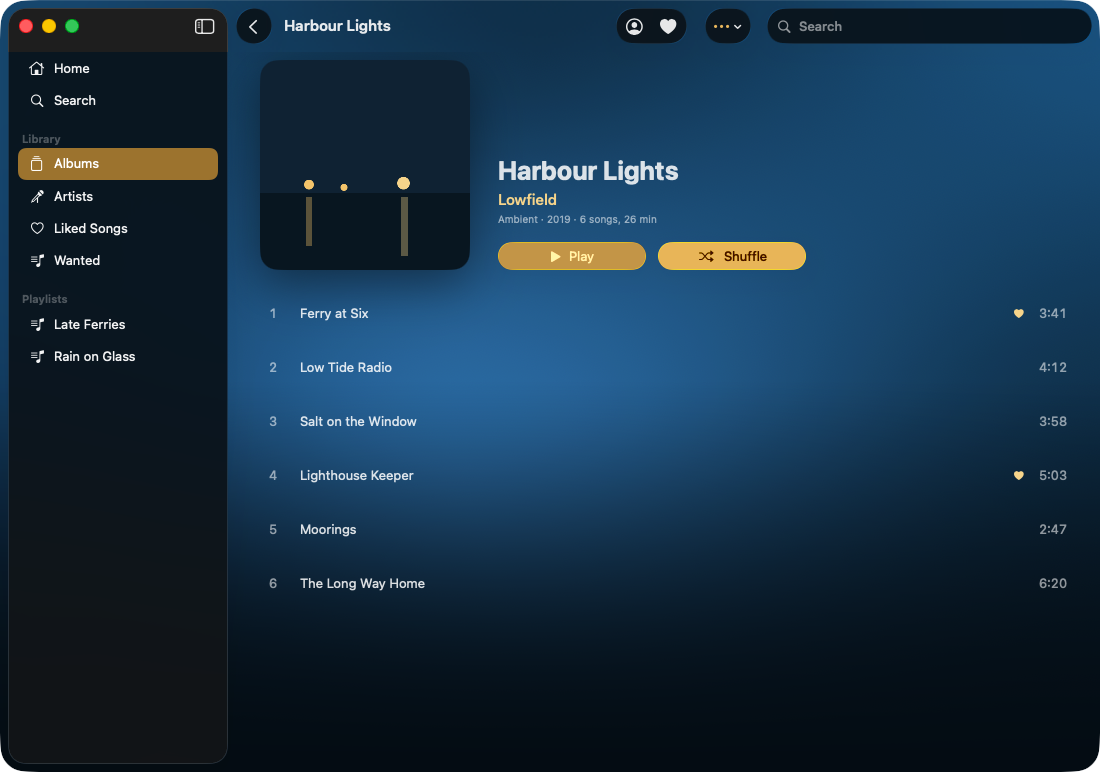 Harbour Lights
Search
Home
Search
Library
Albums
Artists
Liked Songs
Wanted
Playlists
Late Ferries
Rain on Glass
Harbour Lights
Lowfield
Ambient · 2019 · 6 songs, 26 min
Play
Shuffle
1 Ferry at Six 3:41
2 Low Tide Radio 4:12
3 Salt on the Window 3:58
4 Lighthouse Keeper 5:03
5 Moorings 2:47
6 The Long Way Home 6:20